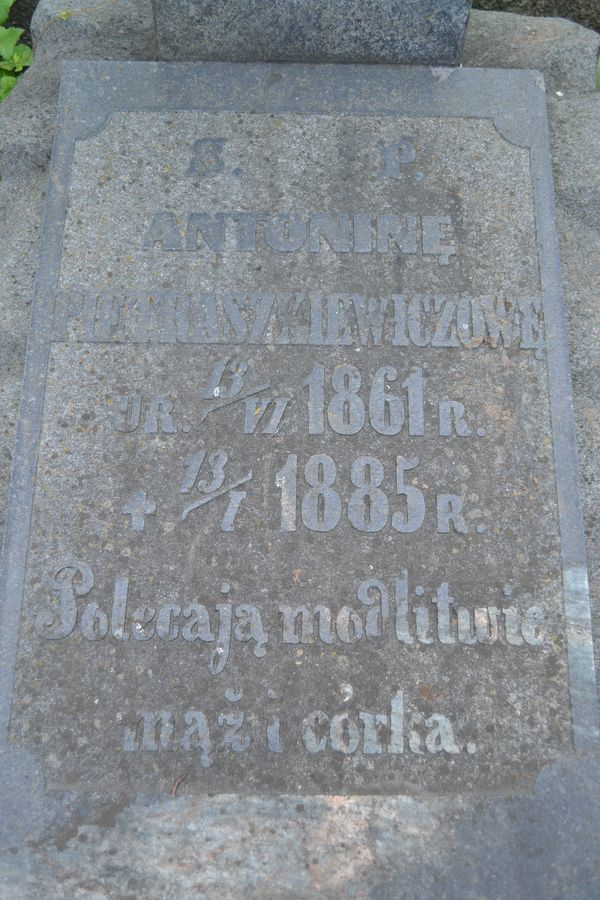 Ś. P.
ANTONINĘ
PIETRASZKIEWICZOWĘ
UR. 13/VI 1861 R.
+ 13/I 1885 R.
Polecają modlitwie
mąż i córka.